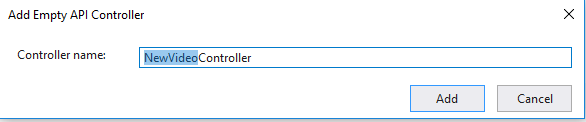 Add Empty API Controller
Controller name: NewVideoController
Add Cancel